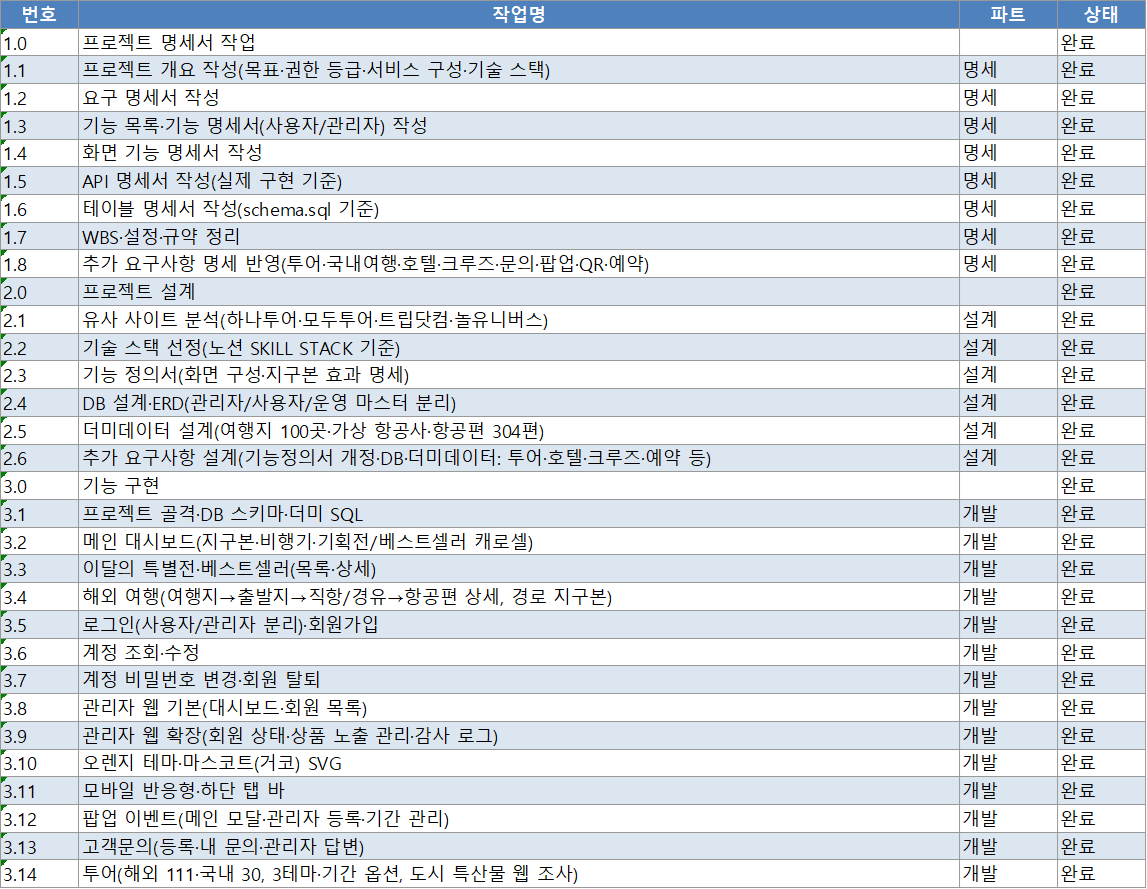 번호 작업명 파트 상태
1.0 프로젝트 명세서 작업 완료
1.1 프로젝트 개요 작성(목표·권한 등급·서비스 구성·기술 스택) 명세 완료
1.2 요구 명세서 작성 명세 완료
1.3 기능 목록·기능 명세서(사용자/관리자) 작성 명세 완료
1.4 화면 기능 명세서 작성 명세 완료
1.5 API 명세서 작성(실제 구현 기준) 명세 완료
1.6 테이블 명세서 작성(schema.sql 기준) 명세 완료
1.7 WBS·설정·규약 정리 명세 완료
1.8 추가 요구사항 명세 반영(투어·국내여행·호텔·크루즈·문의·팝업·QR·예약) 명세 완료
2.0 프로젝트 설계 완료
2.1 유사 사이트 분석(하나투어·모두투어·트립닷컴·놀유니버스) 설계 완료
2.2 기술 스택 선정(노션 SKILL STACK 기준) 설계 완료
2.3 기능 정의서(화면 구성·지구본 효과 명세) 설계 완료
2.4 DB 설계·ERD(관리자/사용자/운영 마스터 분리) 설계 완료
2.5 더미데이터 설계(여행지 100곳·가상 항공사·항공편 304편) 설계 완료
2.6 추가 요구사항 설계(기능정의서 개정·DB·더미데이터: 투어·호텔·크루즈·예약 등) 설계 완료
3.0 기능 구현 완료
3.1 프로젝트 골격·DB 스키마·더미 SQL 개발 완료
3.2 메인 대시보드(지구본·비행기·기획전/베스트셀러 캐로셀) 개발 완료
3.3 이달의 특별전·베스트셀러(목록·상세) 개발 완료
3.4 해외 여행(여행지→출발지→직항/경유→항공편 상세, 경로 지구본) 개발 완료
3.5 로그인(사용자/관리자 분리)·회원가입 개발 완료
3.6 계정 조회·수정 개발 완료
3.7 계정 비밀번호 변경·회원 탈퇴 개발 완료
3.8 관리자 웹 기본(대시보드·회원 목록) 개발 완료
3.9 관리자 웹 확장(회원 상태·상품 노출 관리·감사 로그) 개발 완료
3.10 오렌지 테마·마스코트(거코) SVG 개발 완료
3.11 모바일 반응형·하단 탭 바 개발 완료
3.12 팝업 이벤트(메인 모달·관리자 등록·기간 관리) 개발 완료
3.13 고객문의(등록·내 문의·관리자 답변) 개발 완료
3.14 투어(해외 111·국내 30, 3테마·기간 옵션, 도시 특산물 웹 조사) 개발 완료